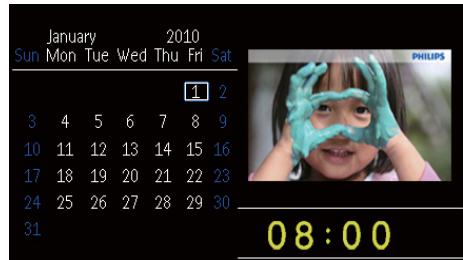 January 2010
Sun Mon Tue Wed Thu Fri Sat
1 2
3 4 5 6 7 8 9
10 11 12 13 14 15 16
17 18 19 20 21 22 23
24 25 26 27 28 29 30
31
PHILIPS
08:00